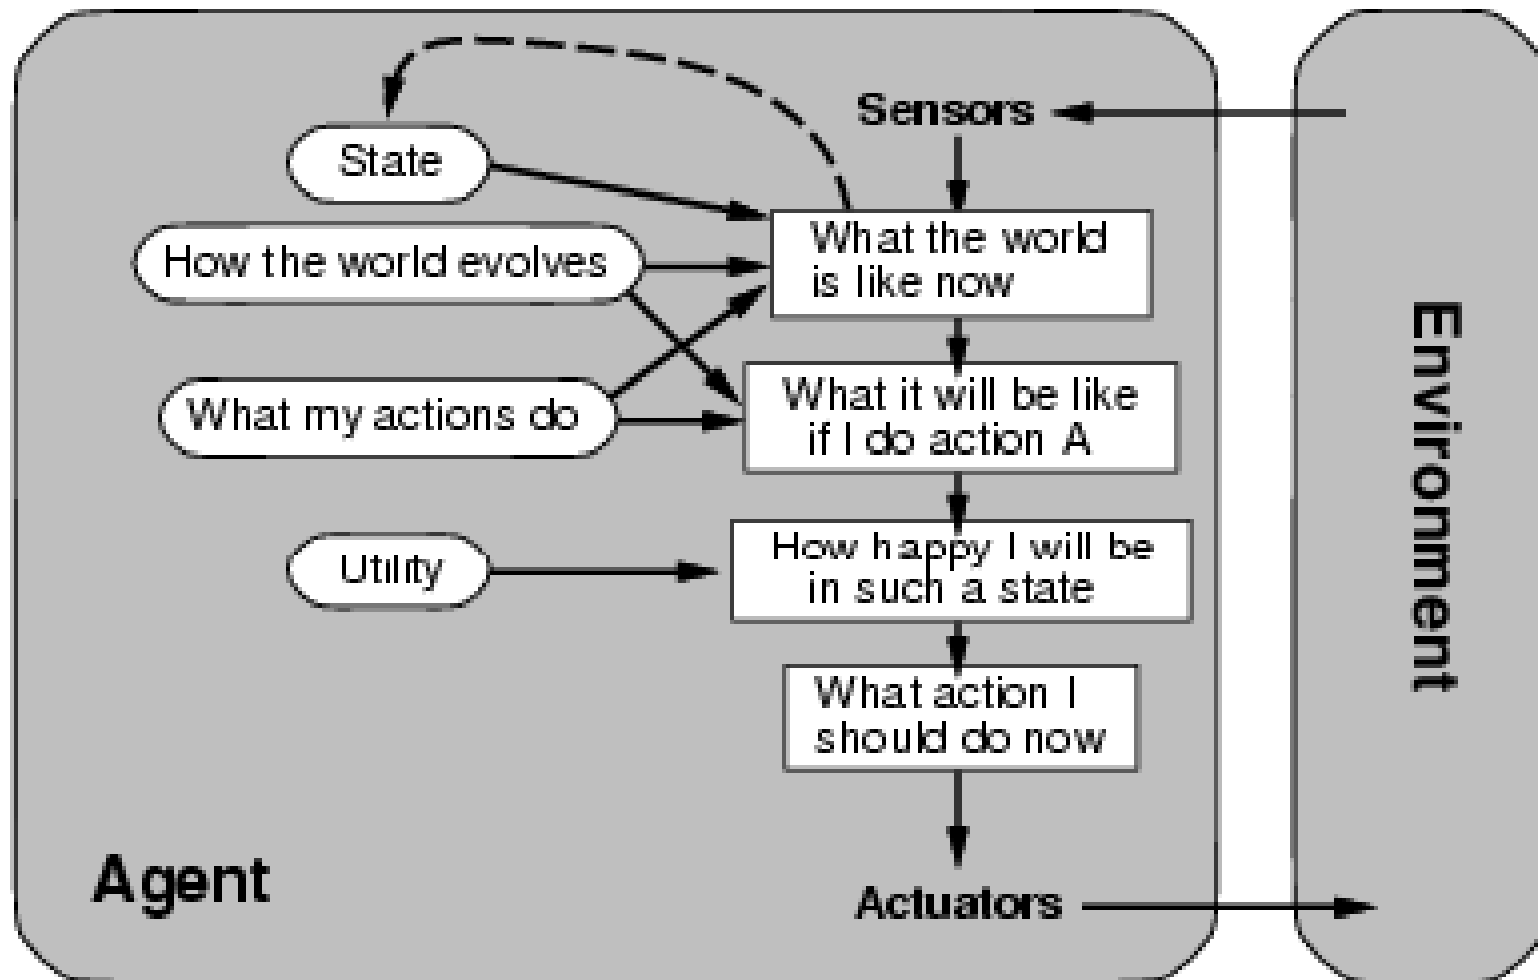 Sensors
State
What the world
is like now
How the world evolves
What it will be like
if I do action A
What my actions do
How happy I will be
in such a state
Utility
What action I
should do now
Agent
Actuators
Environment